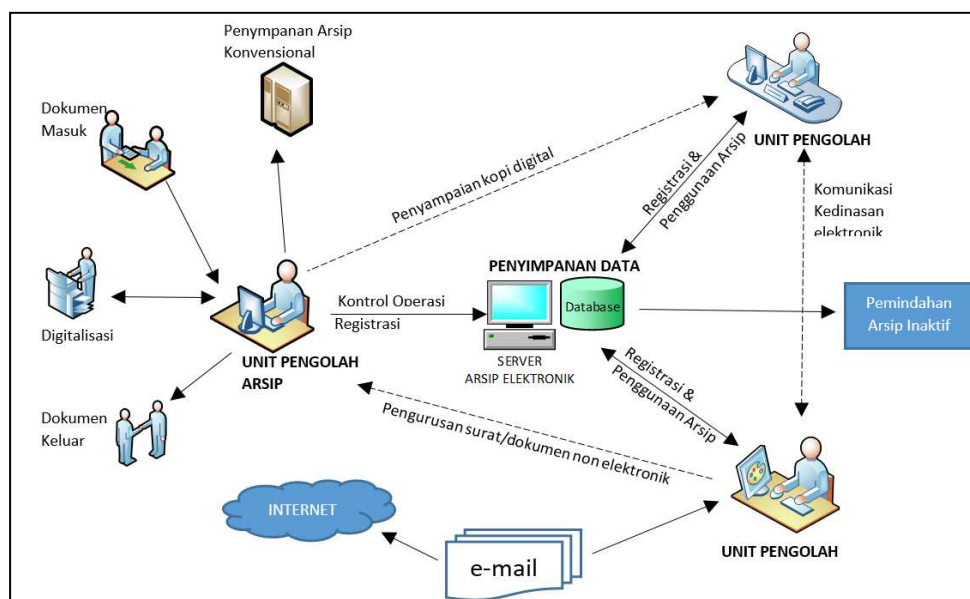 Penympanan Arsip
Konvensional
Dokumen
Masuk
UNIT PENGOLAH
Penyampaian kopi digital
Registrasi &
Penggunaan Arsip
Komunikasi
Kedinasan
elektronik
PENYIMPANAN DATA
Database
Kontrol Operasi
Registrasi
Digitalisasi
UNIT PENGOLAH
ARSIP
SERVER
ARSIP ELEKTRONIK
Pemindahan
Arsip Inaktif
Registrasi &
Penggunaan Arsip
Dokumen
Keluar
Pengurusan surat/dokumen non elektronik
INTERNET
e-mail
UNIT PENGOLAH